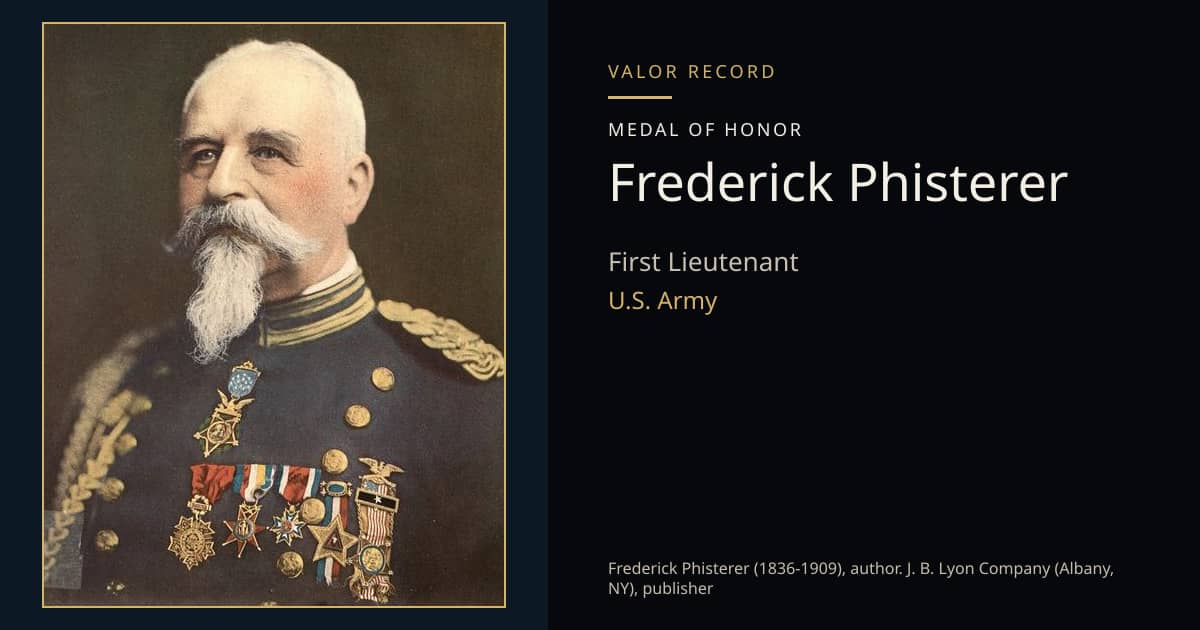 VALOR RECORD
MEDAL OF HONOR
Frederick Phisterer
First Lieutenant
U.S. Army
Frederick Phisterer (1836-1909), author. J. B. Lyon Company (Albany,
NY), publisher